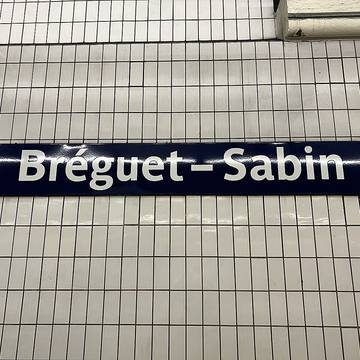 Bréguet – Sabin